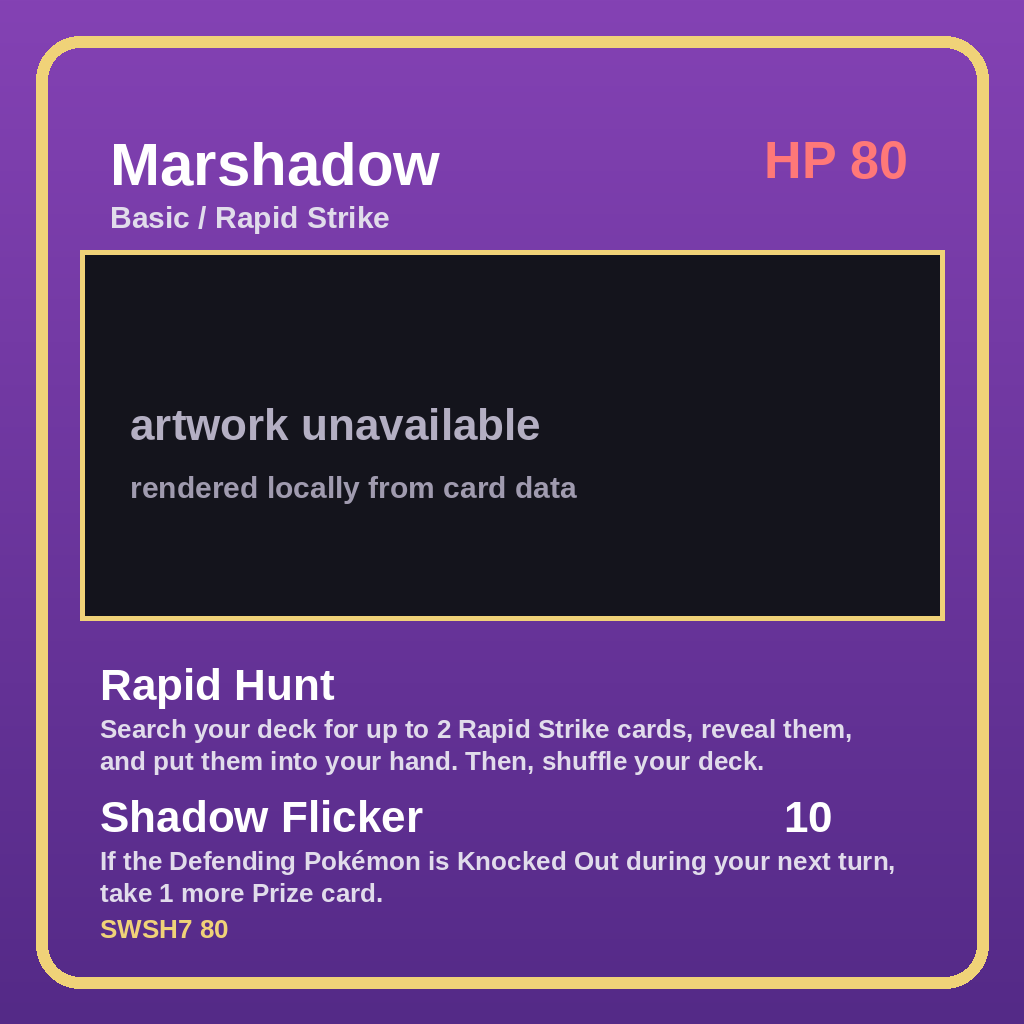 Marshadow
HP 80
Basic / Rapid Strike
artwork unavailable
rendered locally from card data
Rapid Hunt
Search your deck for up to 2 Rapid Strike cards, reveal them,
and put them into your hand. Then, shuffle your deck.
Shadow Flicker 10
If the Defending Pokémon is Knocked Out during your next turn,
take 1 more Prize card.
SWSH7 80